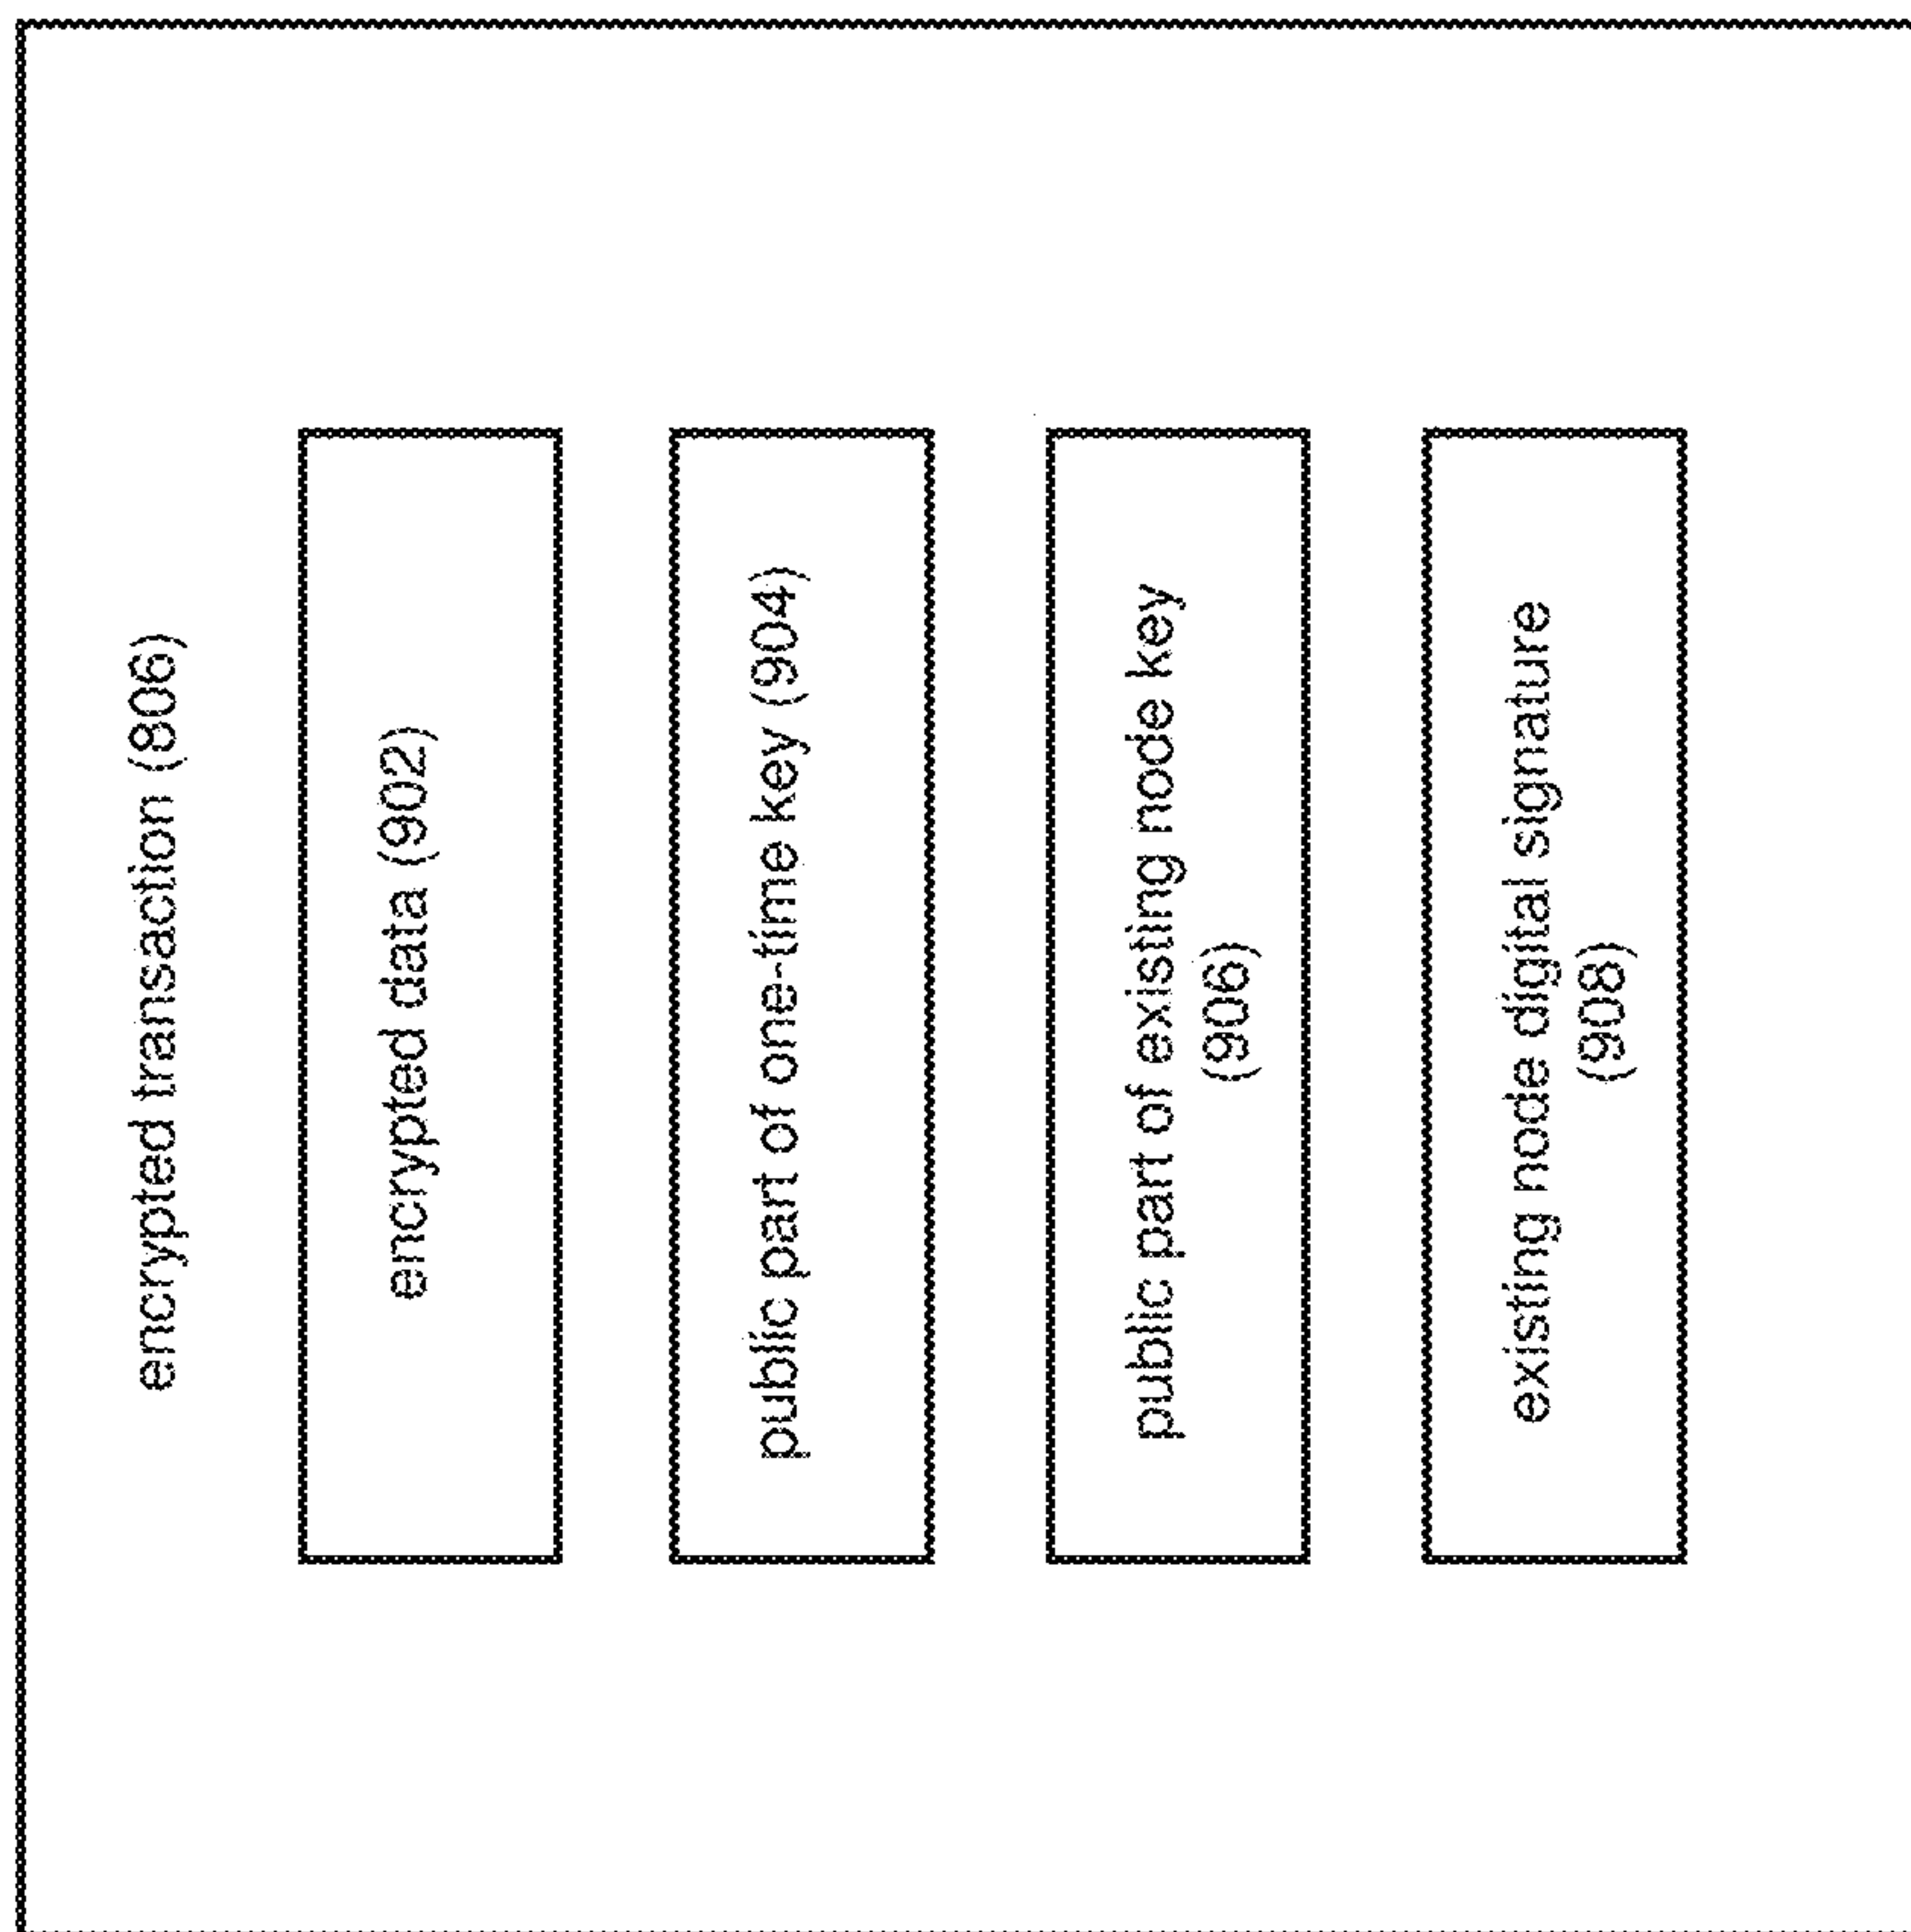 encrypted transaction (806)
encrypted data (902)
public part of one-time key (904)
public part of existing node key
(906)
existing node digital signature
(908)